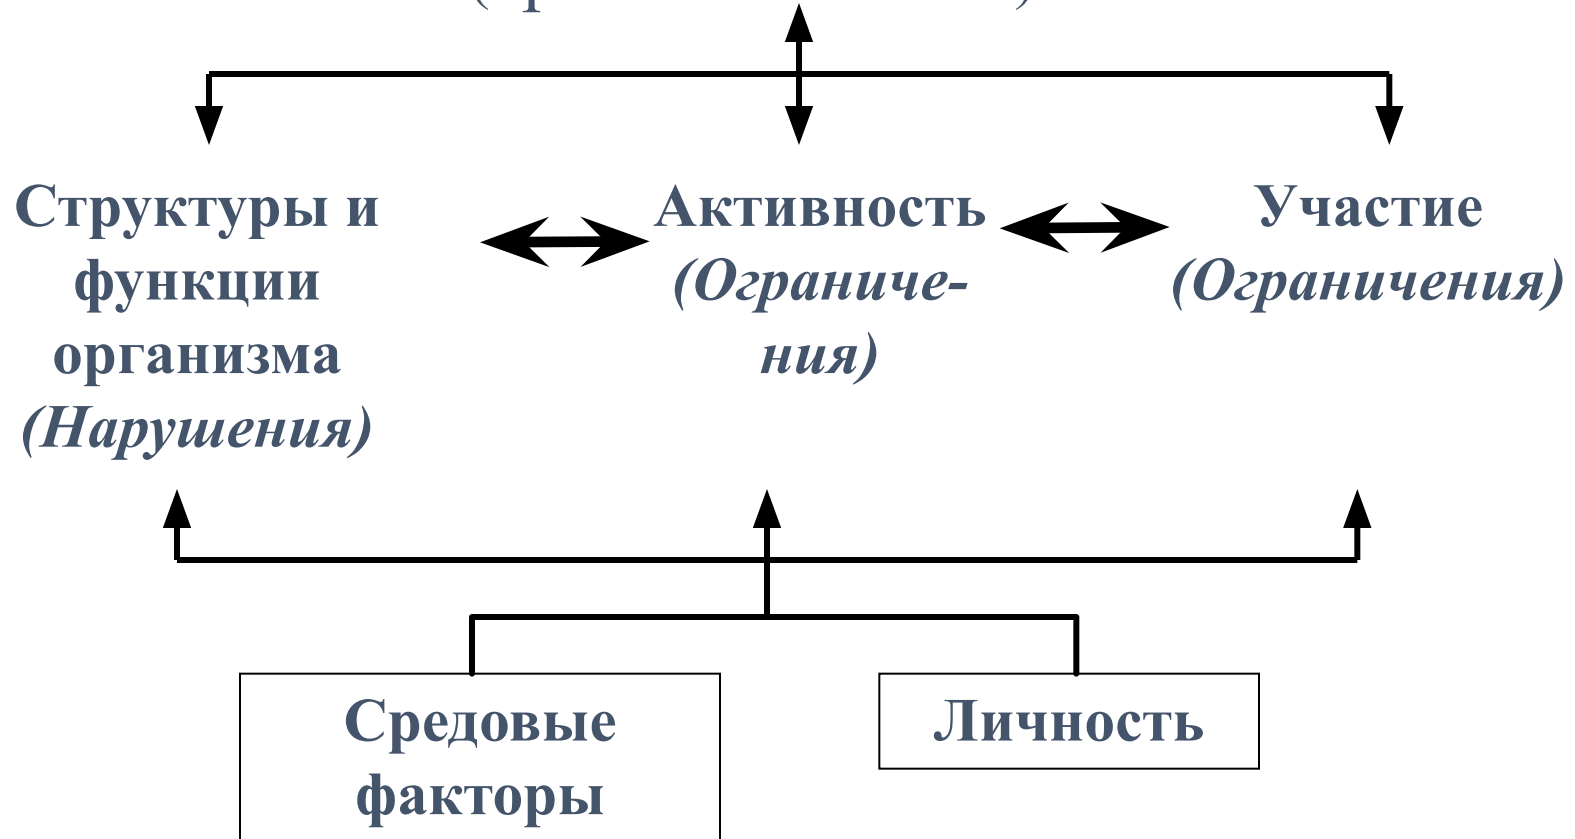 Структуры и
функции
организма
(Нарушения)
Активность
(Ограниче-
ния)
Участие
(Ограничения)
Средовые
факторы
Личность